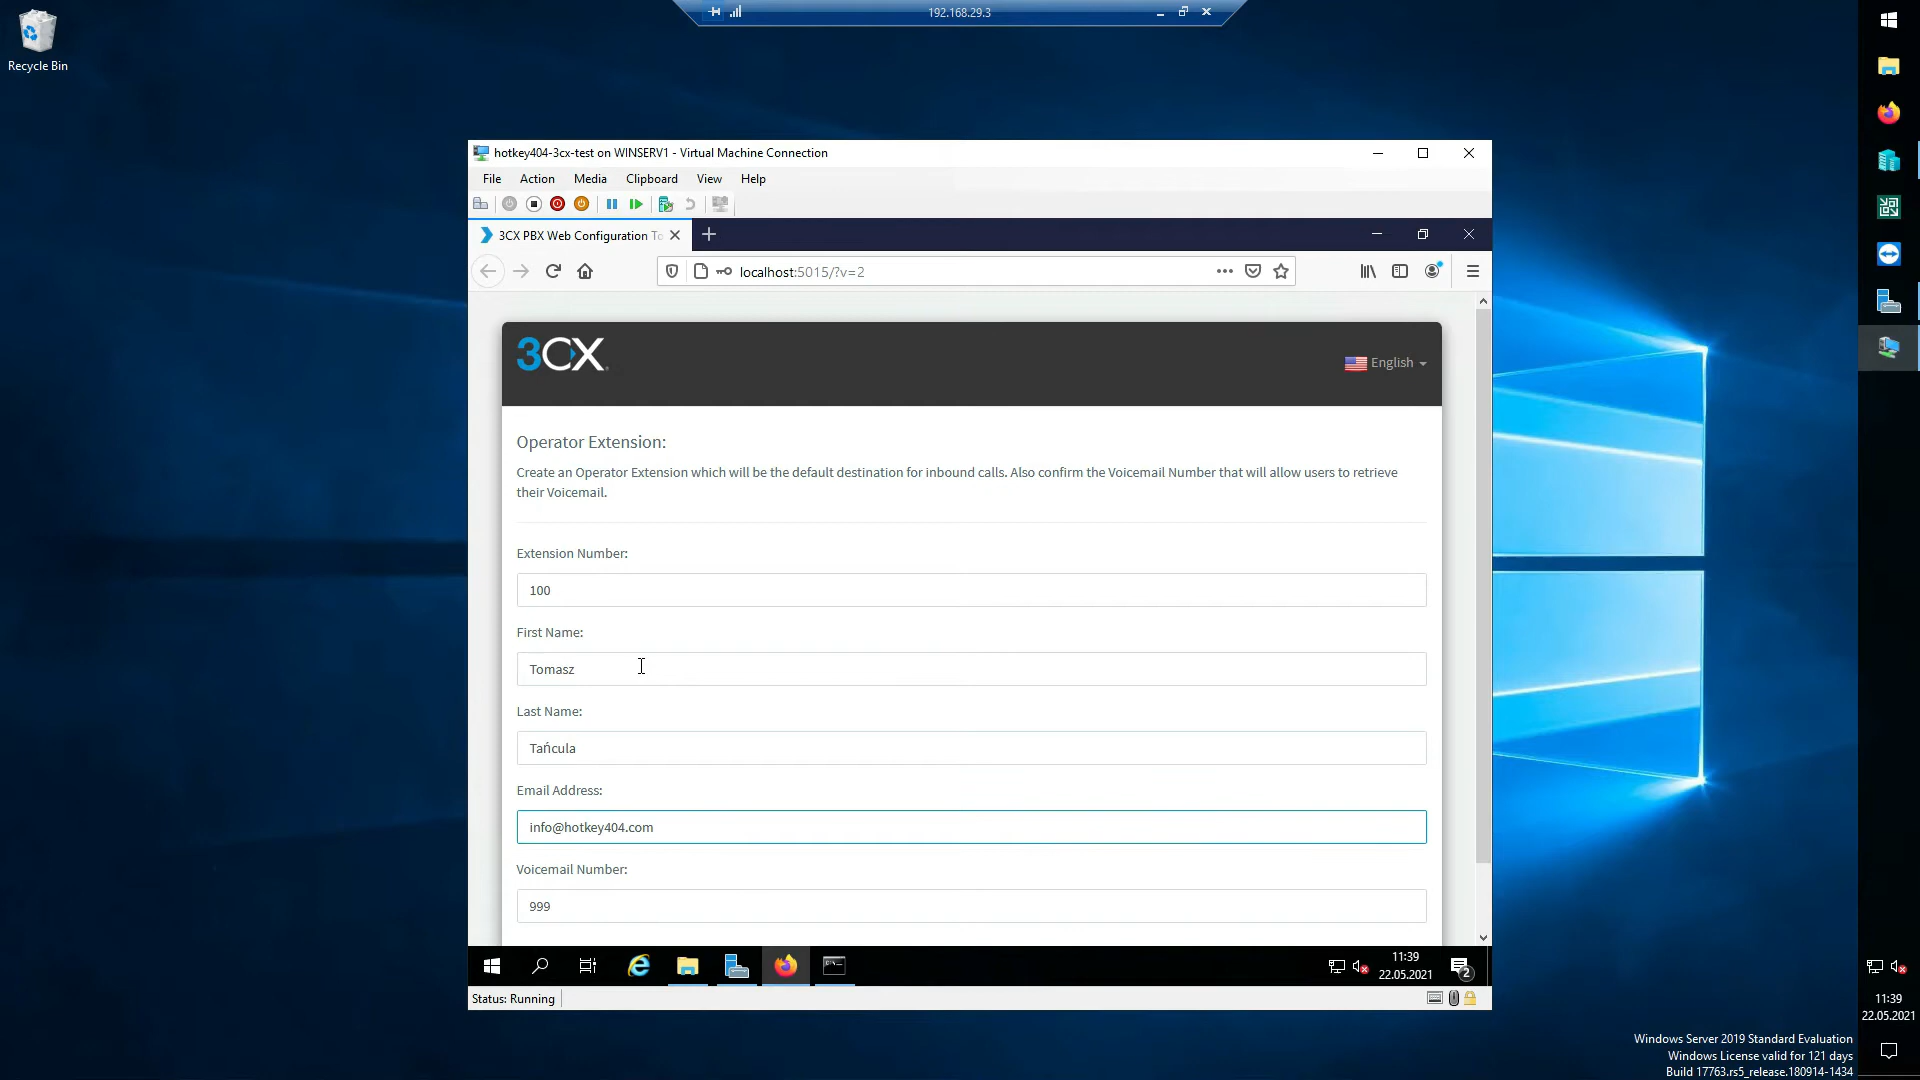 192.168.29.3
Recycle Bin
hotkey404-3cx-test on WINSERV1 - Virtual Machine Connection
File Action Media Clipboard View Help
3CX PBX Web Configuration To
localhost:5015/?v=2
3CX
English
Operator Extension:
Create an Operator Extension which will be the default destination for inbound calls. Also confirm the Voicemail Number that will allow users to retrieve
their Voicemail.
Extension Number:
100
First Name:
Tomasz
Last Name:
Tańcula
Email Address:
info@hotkey404.com
Voicemail Number:
999
11:39
22.05.2021
2
Status: Running
11:39
22.05.2021
Windows Server 2019 Standard Evaluation
Windows License valid for 121 days
Build 17763.rs5_release.180914-1434